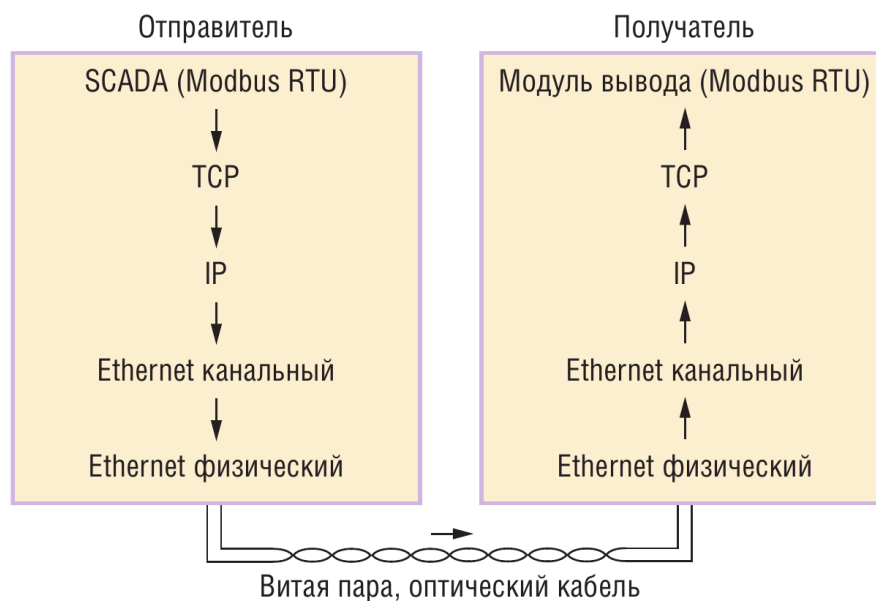 Отправитель
SCADA (Modbus RTU)
TCP
IP
Ethernet канальный
Ethernet физический
Получатель
Модуль вывода (Modbus RTU)
TCP
IP
Ethernet канальный
Ethernet физический
Витая пара, оптический кабель